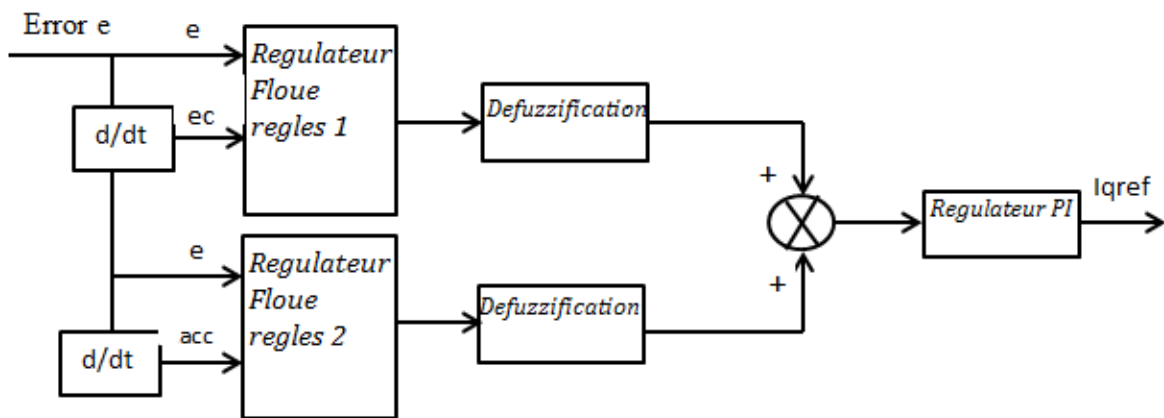 Error e
e
Regulateur
Floue
regles 1
d/dt
ec
Defuzzification
+
Regulateur PI
Iqref
e
Regulateur
Floue
regles 2
d/dt
acc
Defuzzification
+